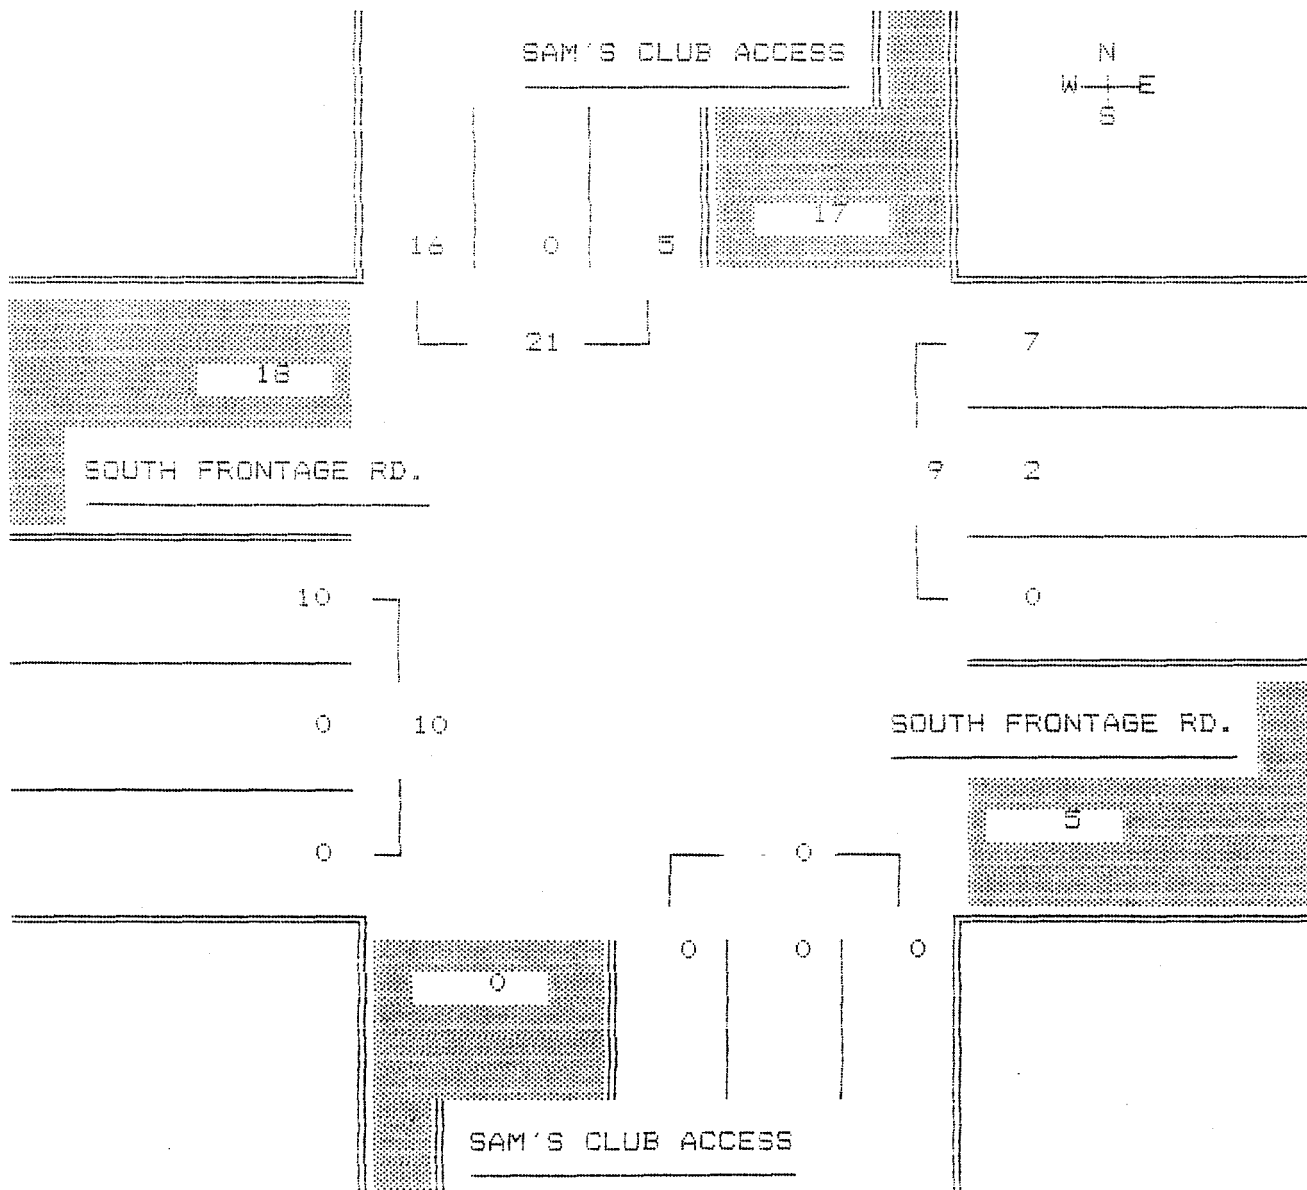 SAM'S CLUB ACCESS
N
W E
S
17
16 0 5
21 7
18
SOUTH FRONTAGE RD.
9 2
10 0
0 10
SOUTH FRONTAGE RD.
5
0 0
0 0 0
0
SAM'S CLUB ACCESS